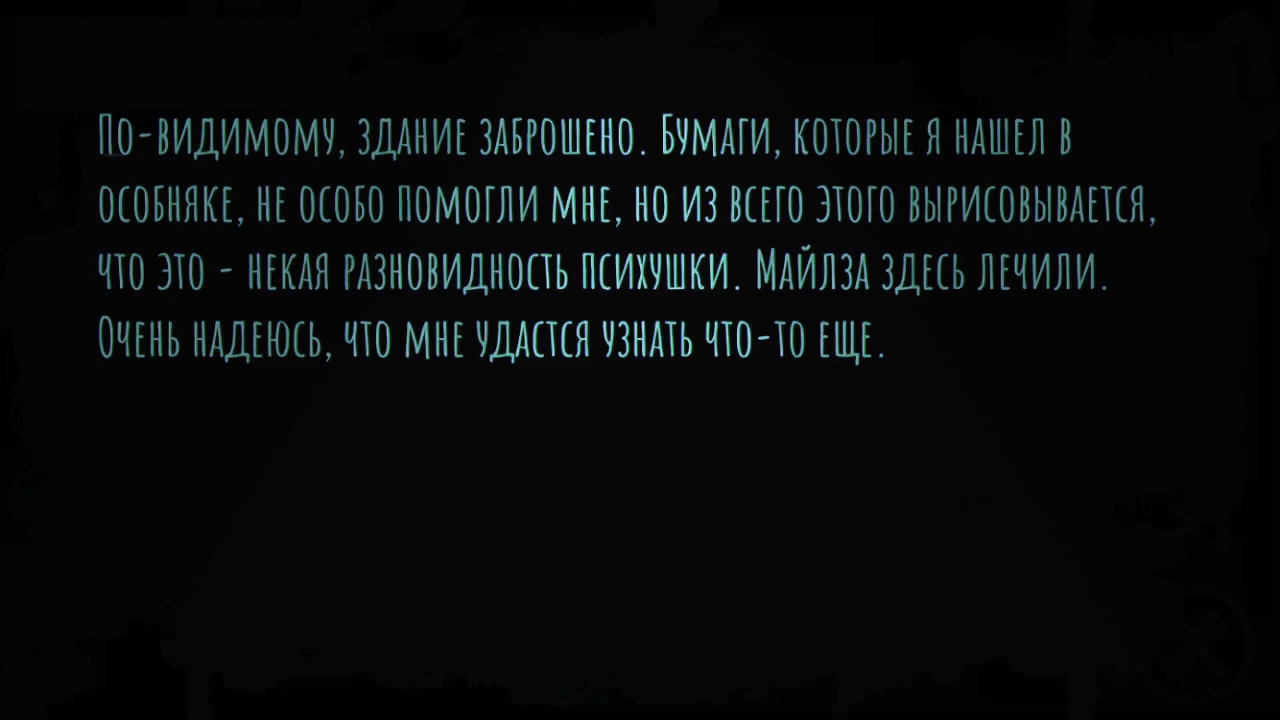 По-видимому, здание заброшено. Бумаги, которые я нашел в
особняке, не особо помогли мне, но из всего этого вырисовывается,
что это - некая разновидность психушки. Майлза здесь лечили.
Очень надеюсь, что мне удастся узнать что-то еще.